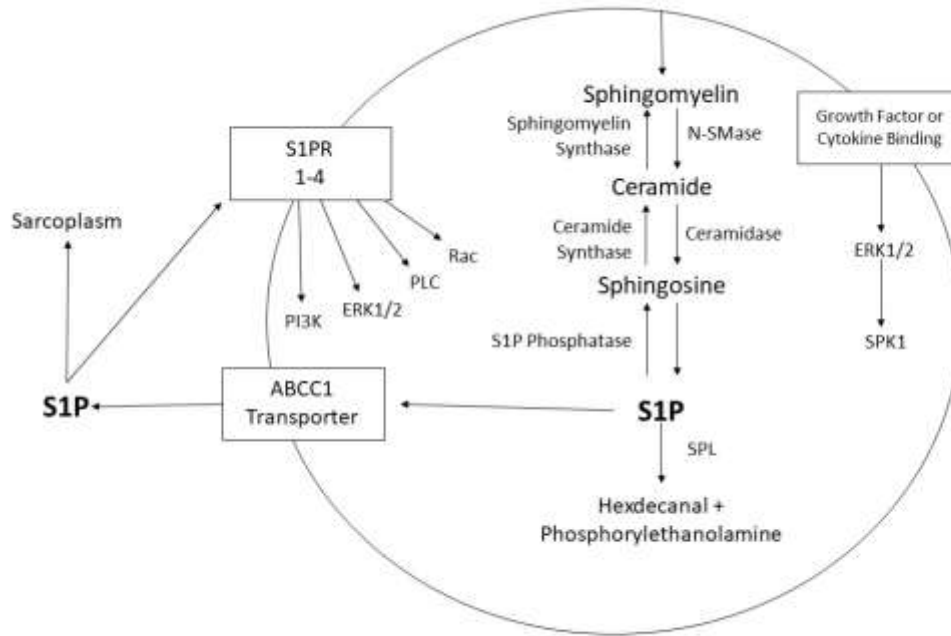 Sphingomyelin
Sphingomyelin
Synthase
N-SMase
Growth Factor or
Cytokine Binding
S1PR
1-4
Ceramide
Sarcoplasm
Ceramide
Synthase
Ceramidase
Rac
PLC
ERK1/2
PI3K
ERK1/2
Sphingosine
S1P Phosphatase
SPK1
ABCC1
Transporter
S1P
S1P
SPL
Hexdecanal +
Phosphorylethanolamine